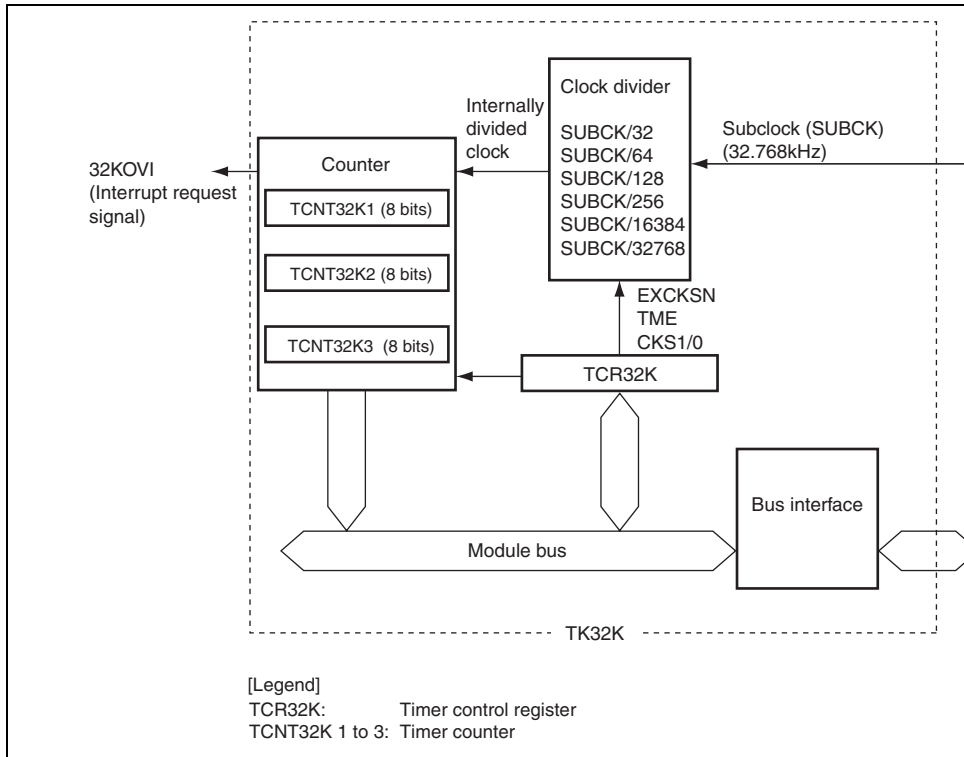 Clock divider
SUBCK/32
SUBCK/64
SUBCK/128
SUBCK/256
SUBCK/16384
SUBCK/32768
Internally
divided
clock
Subclock (SUBCK)
(32.768kHz)
32KOVI
(Interrupt request
signal)
Counter
TCNT32K1 (8 bits)
TCNT32K2 (8 bits)
TCNT32K3 (8 bits)
EXCKSN
TME
CKS1/0
TCR32K
Bus interface
Module bus
TK32K
[Legend]
TCR32K: Timer control register
TCNT32K 1 to 3: Timer counter